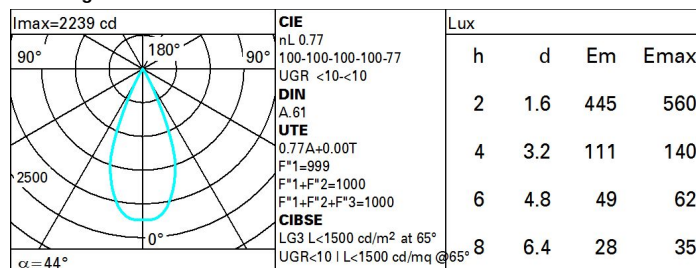 Imax=2239 cd
90° 180° 90°
2500
0°
α=44°
CIE
nL 0.77
100-100-100-100-77
UGR <10-<10
DIN
A.61
UTE
0.77A+0.00T
F"1=999
F"1+F"2=1000
F"1+F"2+F"3=1000
CIBSE
LG3 L<1500 cd/m² at 65°
UGR<10 | L<1500 cd/mq @65°
Lux
h d Em Emax
2 1.6 445 560
4 3.2 111 140
6 4.8 49 62
8 6.4 28 35